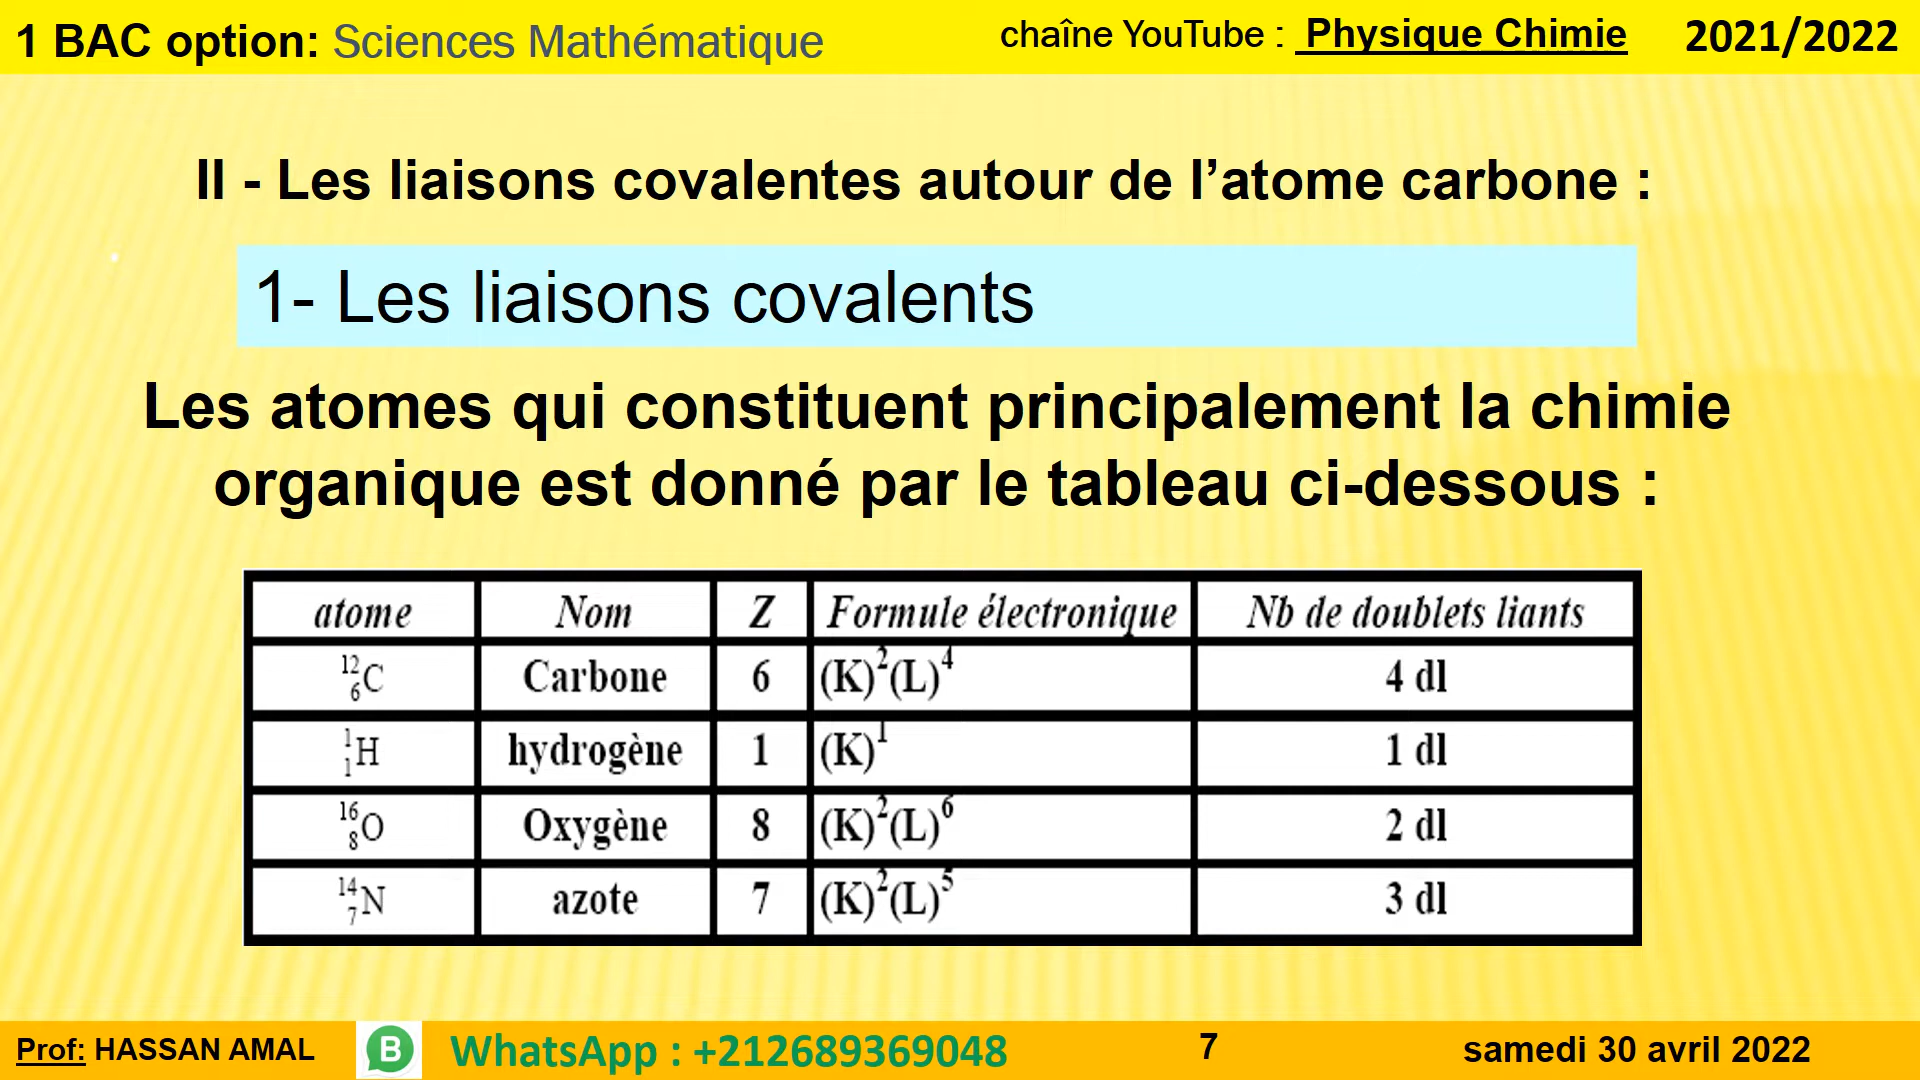 1 BAC option: Sciences Mathématique chaîne YouTube : Physique Chimie 2021/2022
II - Les liaisons covalentes autour de l’atome carbone :
1- Les liaisons covalents
Les atomes qui constituent principalement la chimie
organique est donné par le tableau ci-dessous :
atome Nom Z Formule électronique Nb de doublets liants
¹²₆C Carbone 6 (K)²(L)⁴ 4 dl
¹₁H hydrogène 1 (K)¹ 1 dl
¹⁶₈O Oxygène 8 (K)²(L)⁶ 2 dl
¹⁴₇N azote 7 (K)²(L)⁵ 3 dl
Prof: HASSAN AMAL B WhatsApp : +212689369048 7 samedi 30 avril 2022